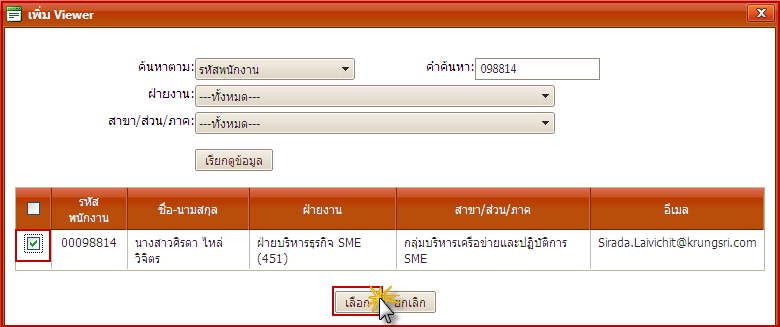 เพิ่ม Viewer
ค้นหาตาม: รหัสพนักงาน คำค้นหา: 098814
ฝ่ายงาน: ---ทั้งหมด---
สาขา/ส่วน/ภาค: ---ทั้งหมด---
เรียกดูข้อมูล
รหัส
พนักงาน ชื่อ-นามสกุล ฝ่ายงาน สาขา/ส่วน/ภาค อีเมล
00098814 นางสาวศิรดา ไหล่ ฝ่ายบริหารธุรกิจ SME กลุ่มบริหารเครือข่ายและปฏิบัติการ Sirada.Laivichit@krungsri.com
วิจิตร (451) SME
เลือก ยกเลิก